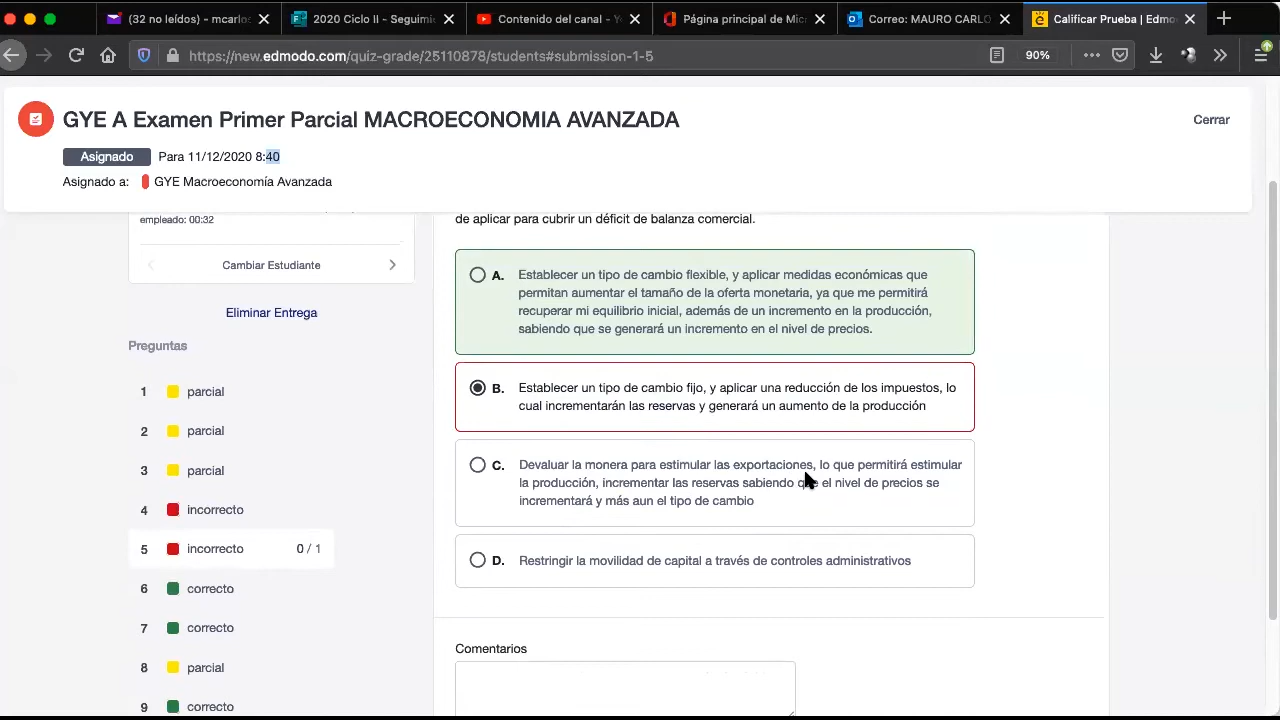 (32 no leídos) - mcarlos
2020 Ciclo II - Seguimie
Contenido del canal - Yo
Página principal de Micr
Correo: MAURO CARLO
Calificar Prueba | Edmo
https://new.edmodo.com/quiz-grade/25110878/students#submission-1-5
90%
GYE A Examen Primer Parcial MACROECONOMIA AVANZADA
Cerrar
Asignado Para 11/12/2020 8:40
Asignado a: GYE Macroeconomía Avanzada
empleado: 00:32
Cambiar Estudiante
Eliminar Entrega
Preguntas
1 parcial
2 parcial
3 parcial
4 incorrecto
5 incorrecto 0 / 1
6 correcto
7 correcto
8 parcial
9 correcto
de aplicar para cubrir un déficit de balanza comercial.
A. Establecer un tipo de cambio flexible, y aplicar medidas económicas que
permitan aumentar el tamaño de la oferta monetaria, ya que me permitirá
recuperar mi equilibrio inicial, además de un incremento en la producción,
sabiendo que se generará un incremento en el nivel de precios.
B. Establecer un tipo de cambio fijo, y aplicar una reducción de los impuestos, lo
cual incrementarán las reservas y generará un aumento de la producción
C. Devaluar la monera para estimular las exportaciones, lo que permitirá estimular
la producción, incrementar las reservas sabiendo que el nivel de precios se
incrementará y más aun el tipo de cambio
D. Restringir la movilidad de capital a través de controles administrativos
Comentarios